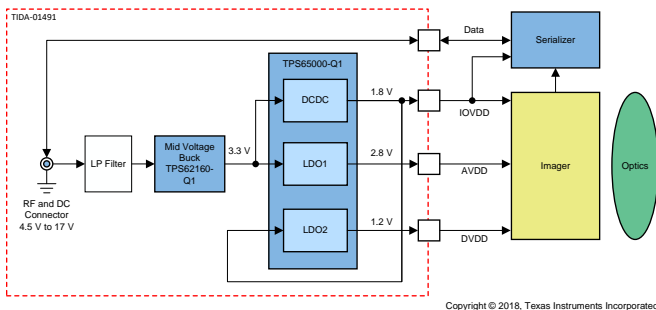 TIDA-01491
Data
Serializer
TPS65000-Q1
DCDC
1.8 V
IOVDD
Mid Voltage
Buck
TPS62160-
Q1
3.3 V
LP Filter
LDO1
2.8 V
AVDD
Imager
Optics
RF and DC
Connector
4.5 V to 17 V
LDO2
1.2 V
DVDD
Copyright © 2018, Texas Instruments Incorporated